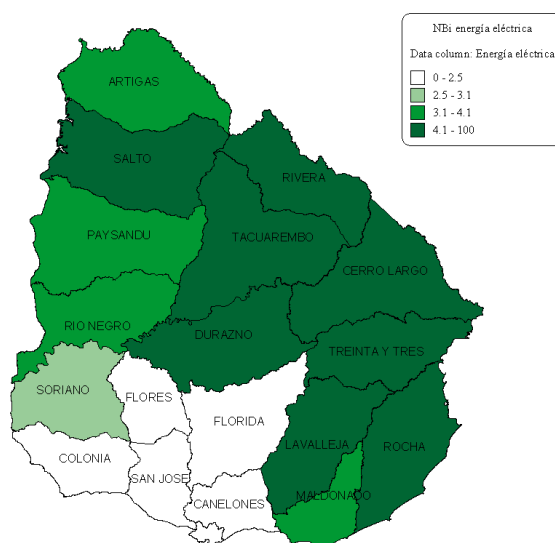 NBi energía eléctrica
Data column: Energía eléctrica
0 - 2.5
2.5 - 3.1
3.1 - 4.1
4.1 - 100
ARTIGAS
SALTO
RIVERA
PAYSANDU
TACUAREMBO
CERRO LARGO
RIO NEGRO
DURAZNO
TREINTA Y TRES
SORIANO
FLORES
FLORIDA
LAVALLEJA
ROCHA
COLONIA
SAN JOSE
CANELONES
MALDONADO